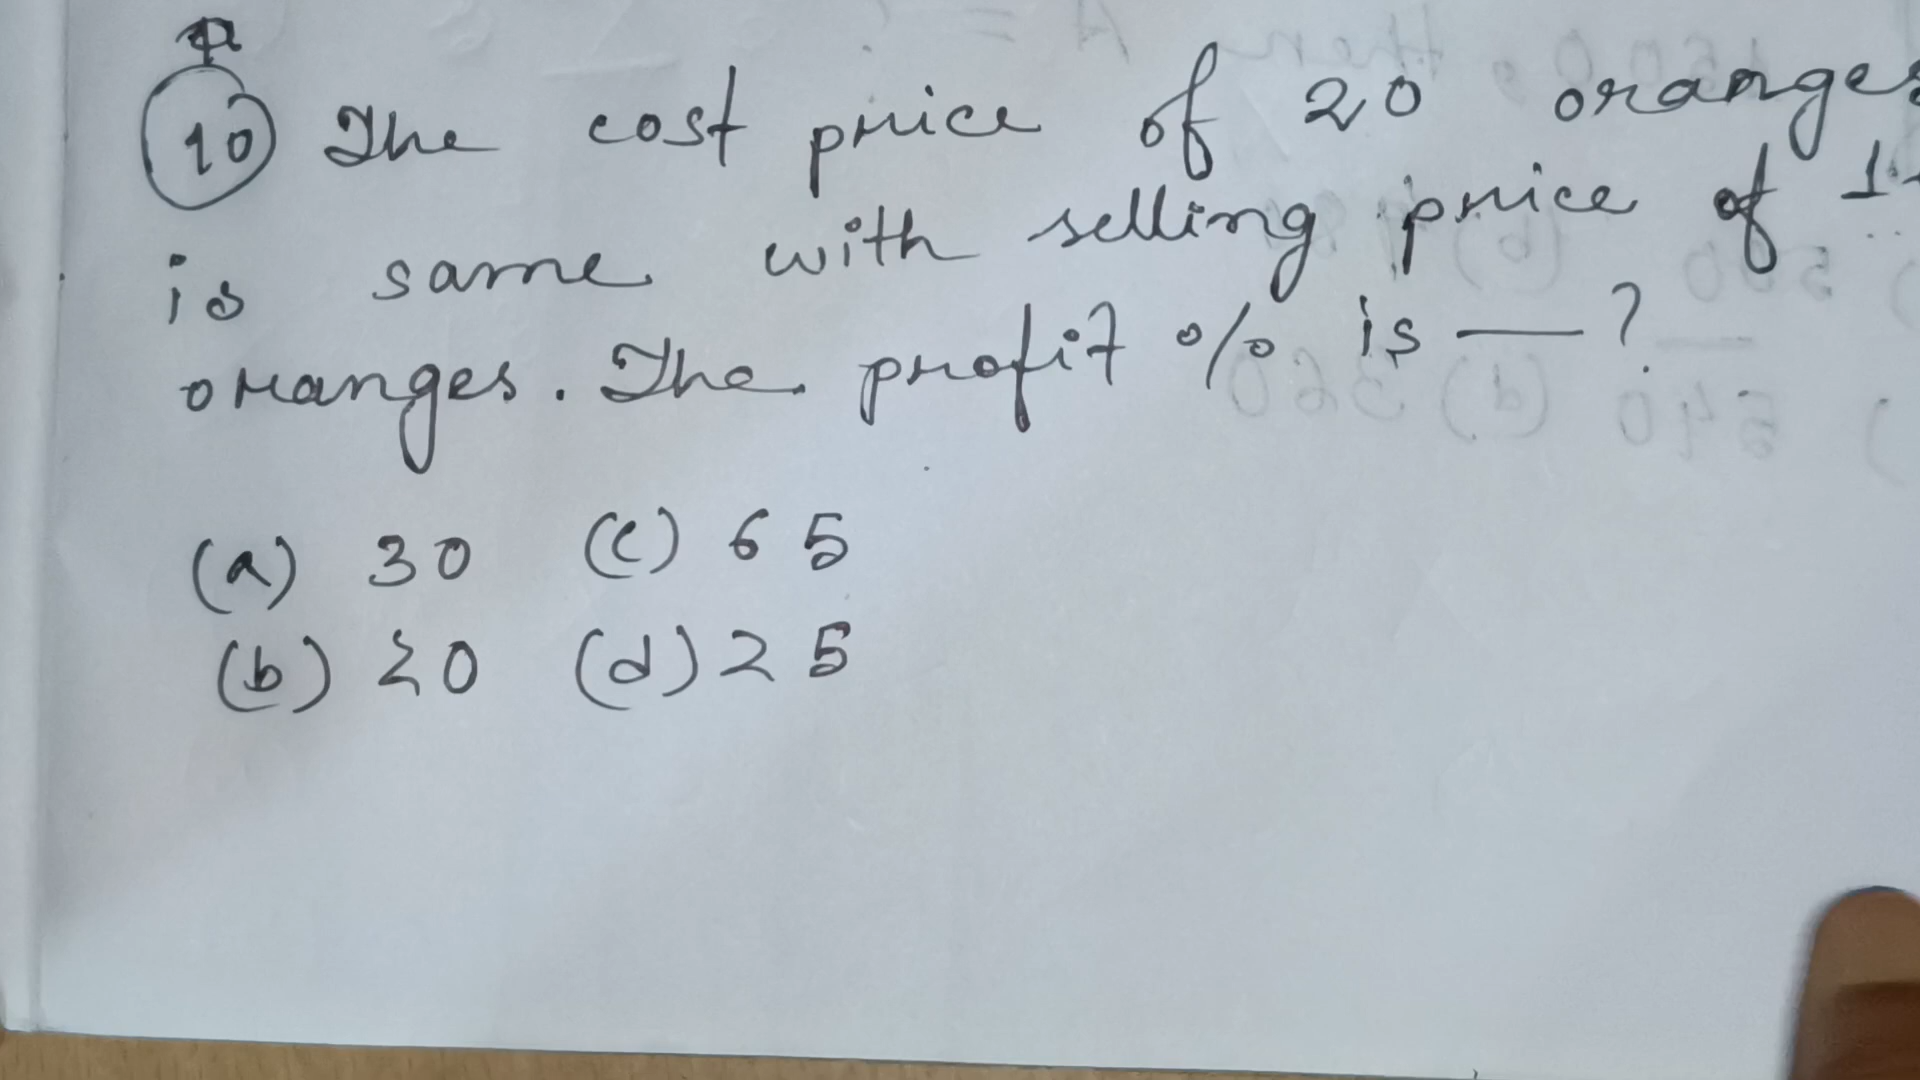 10 The cost price of 20 oranges
is same with selling price of
oranges. The profit % is — ?
(a) 30 (c) 65
(b) 20 (d) 25